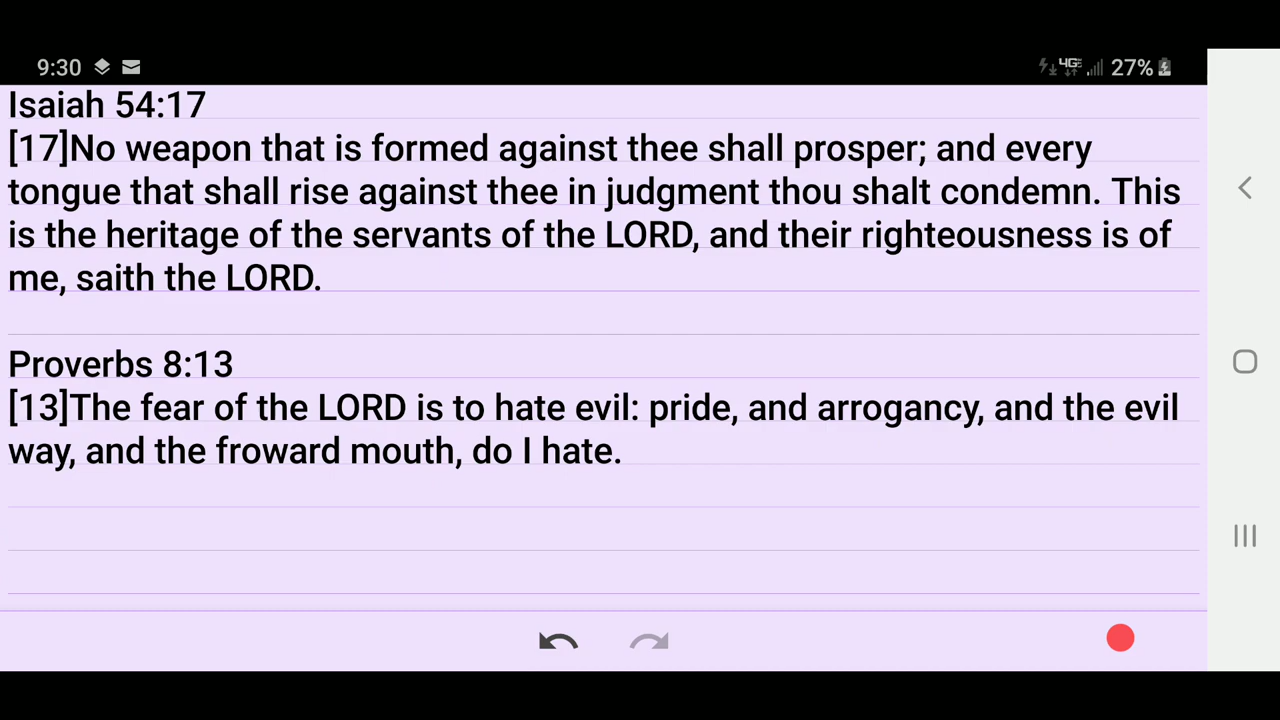 9:30 4G 27%
Isaiah 54:17
[17]No weapon that is formed against thee shall prosper; and every
tongue that shall rise against thee in judgment thou shalt condemn. This
is the heritage of the servants of the LORD, and their righteousness is of
me, saith the LORD.
Proverbs 8:13
[13]The fear of the LORD is to hate evil: pride, and arrogancy, and the evil
way, and the froward mouth, do I hate.